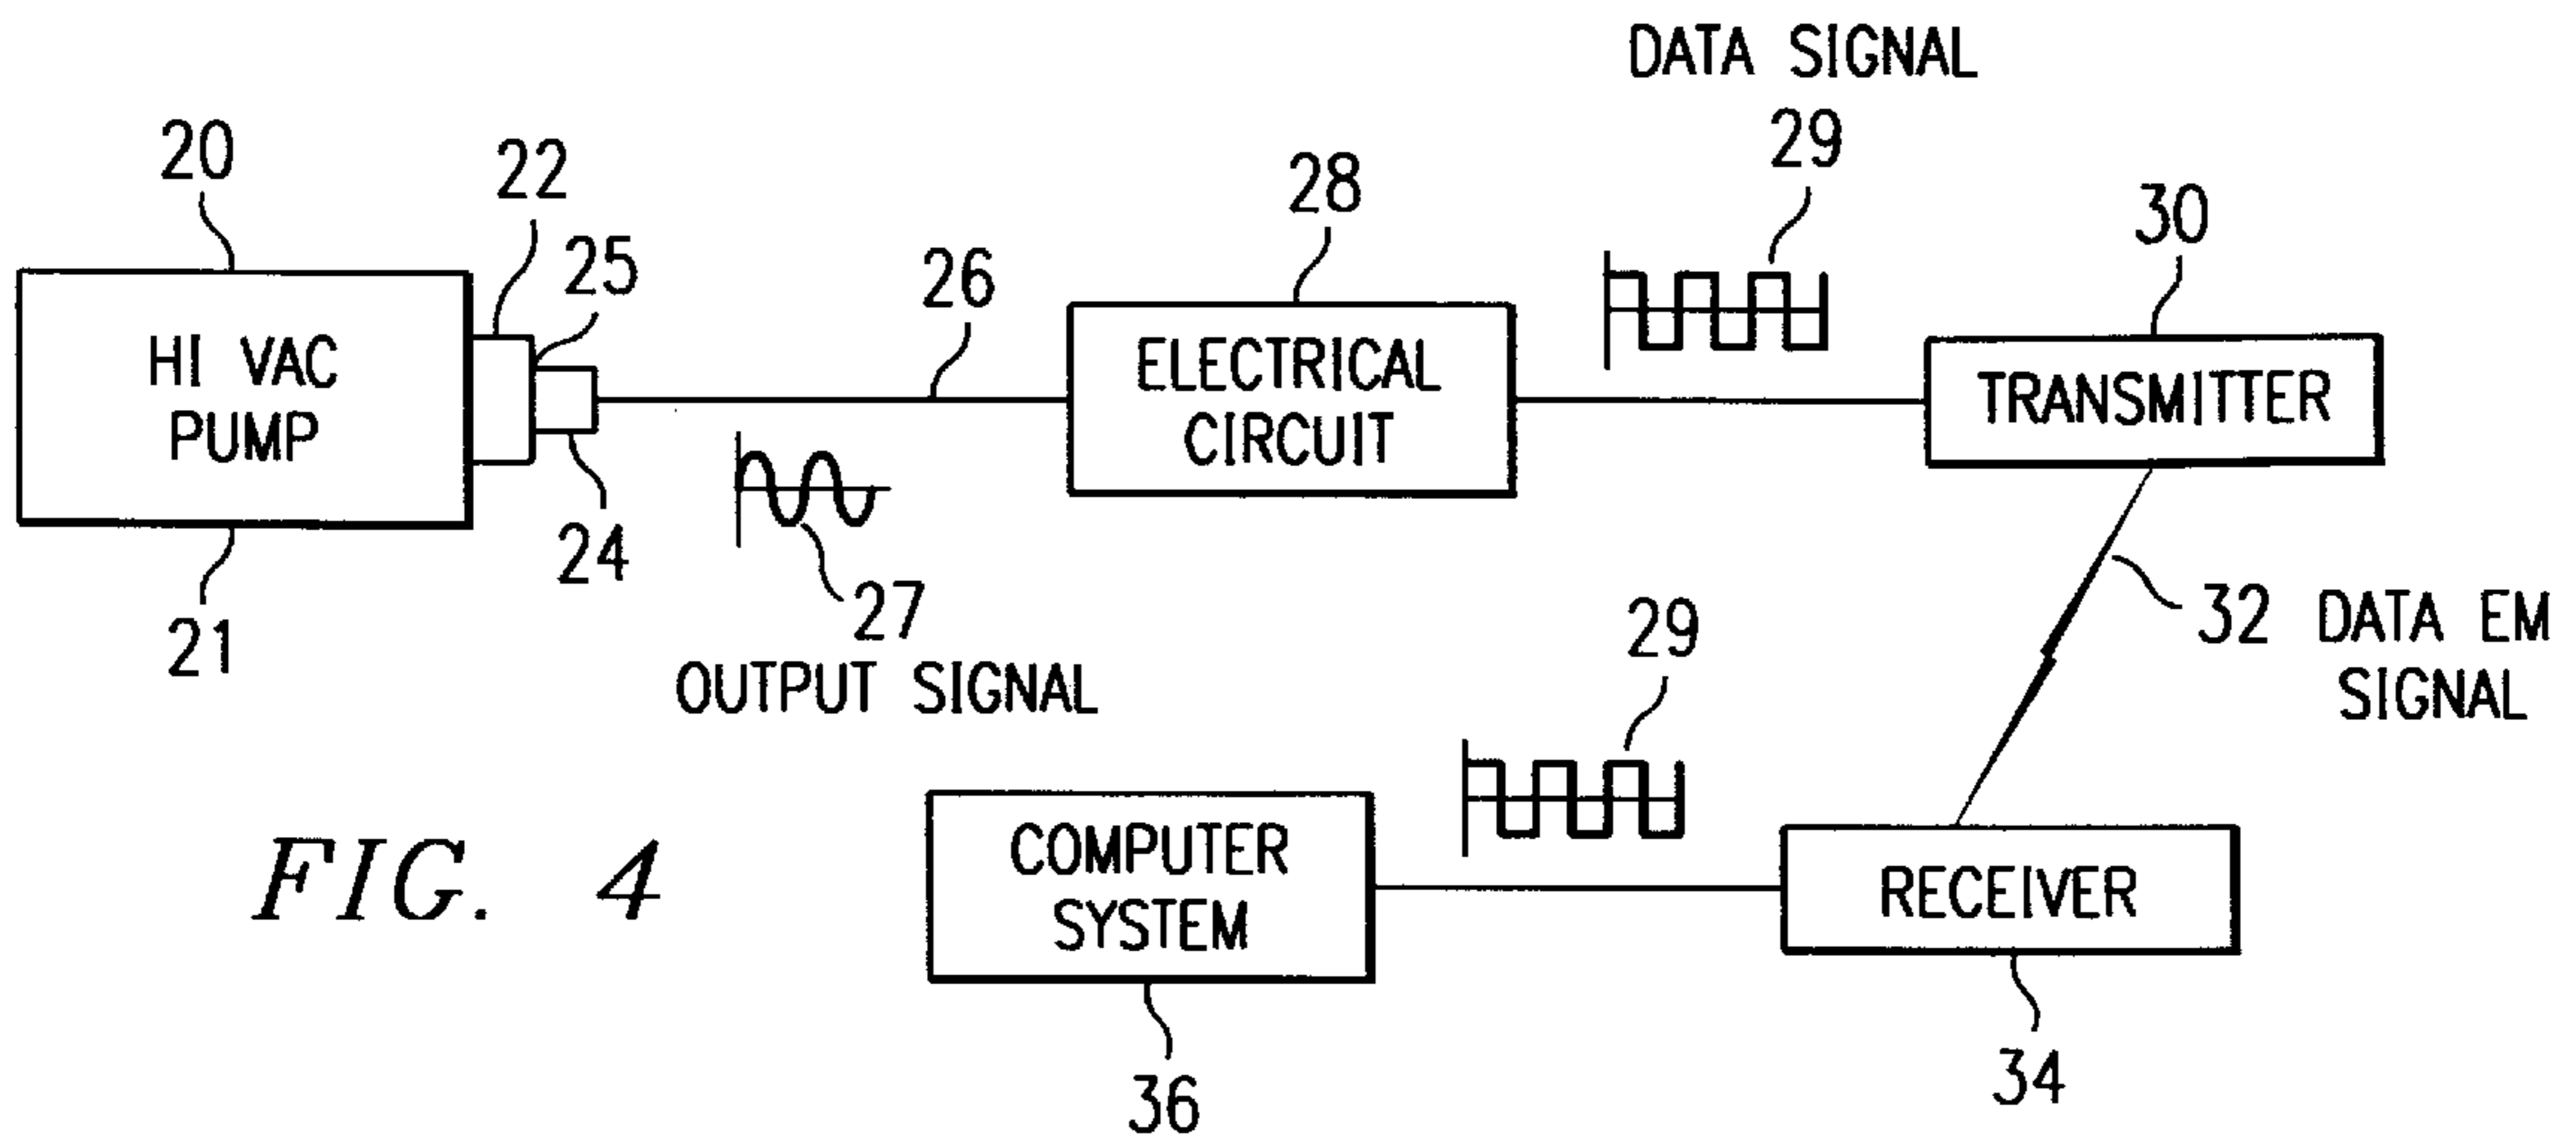 DATA SIGNAL
29
20
22
25
26
28
30
HI VAC
PUMP
ELECTRICAL
CIRCUIT
TRANSMITTER
24
21
27
OUTPUT SIGNAL
32 DATA EM
SIGNAL
29
COMPUTER
SYSTEM
RECEIVER
FIG. 4
36
34